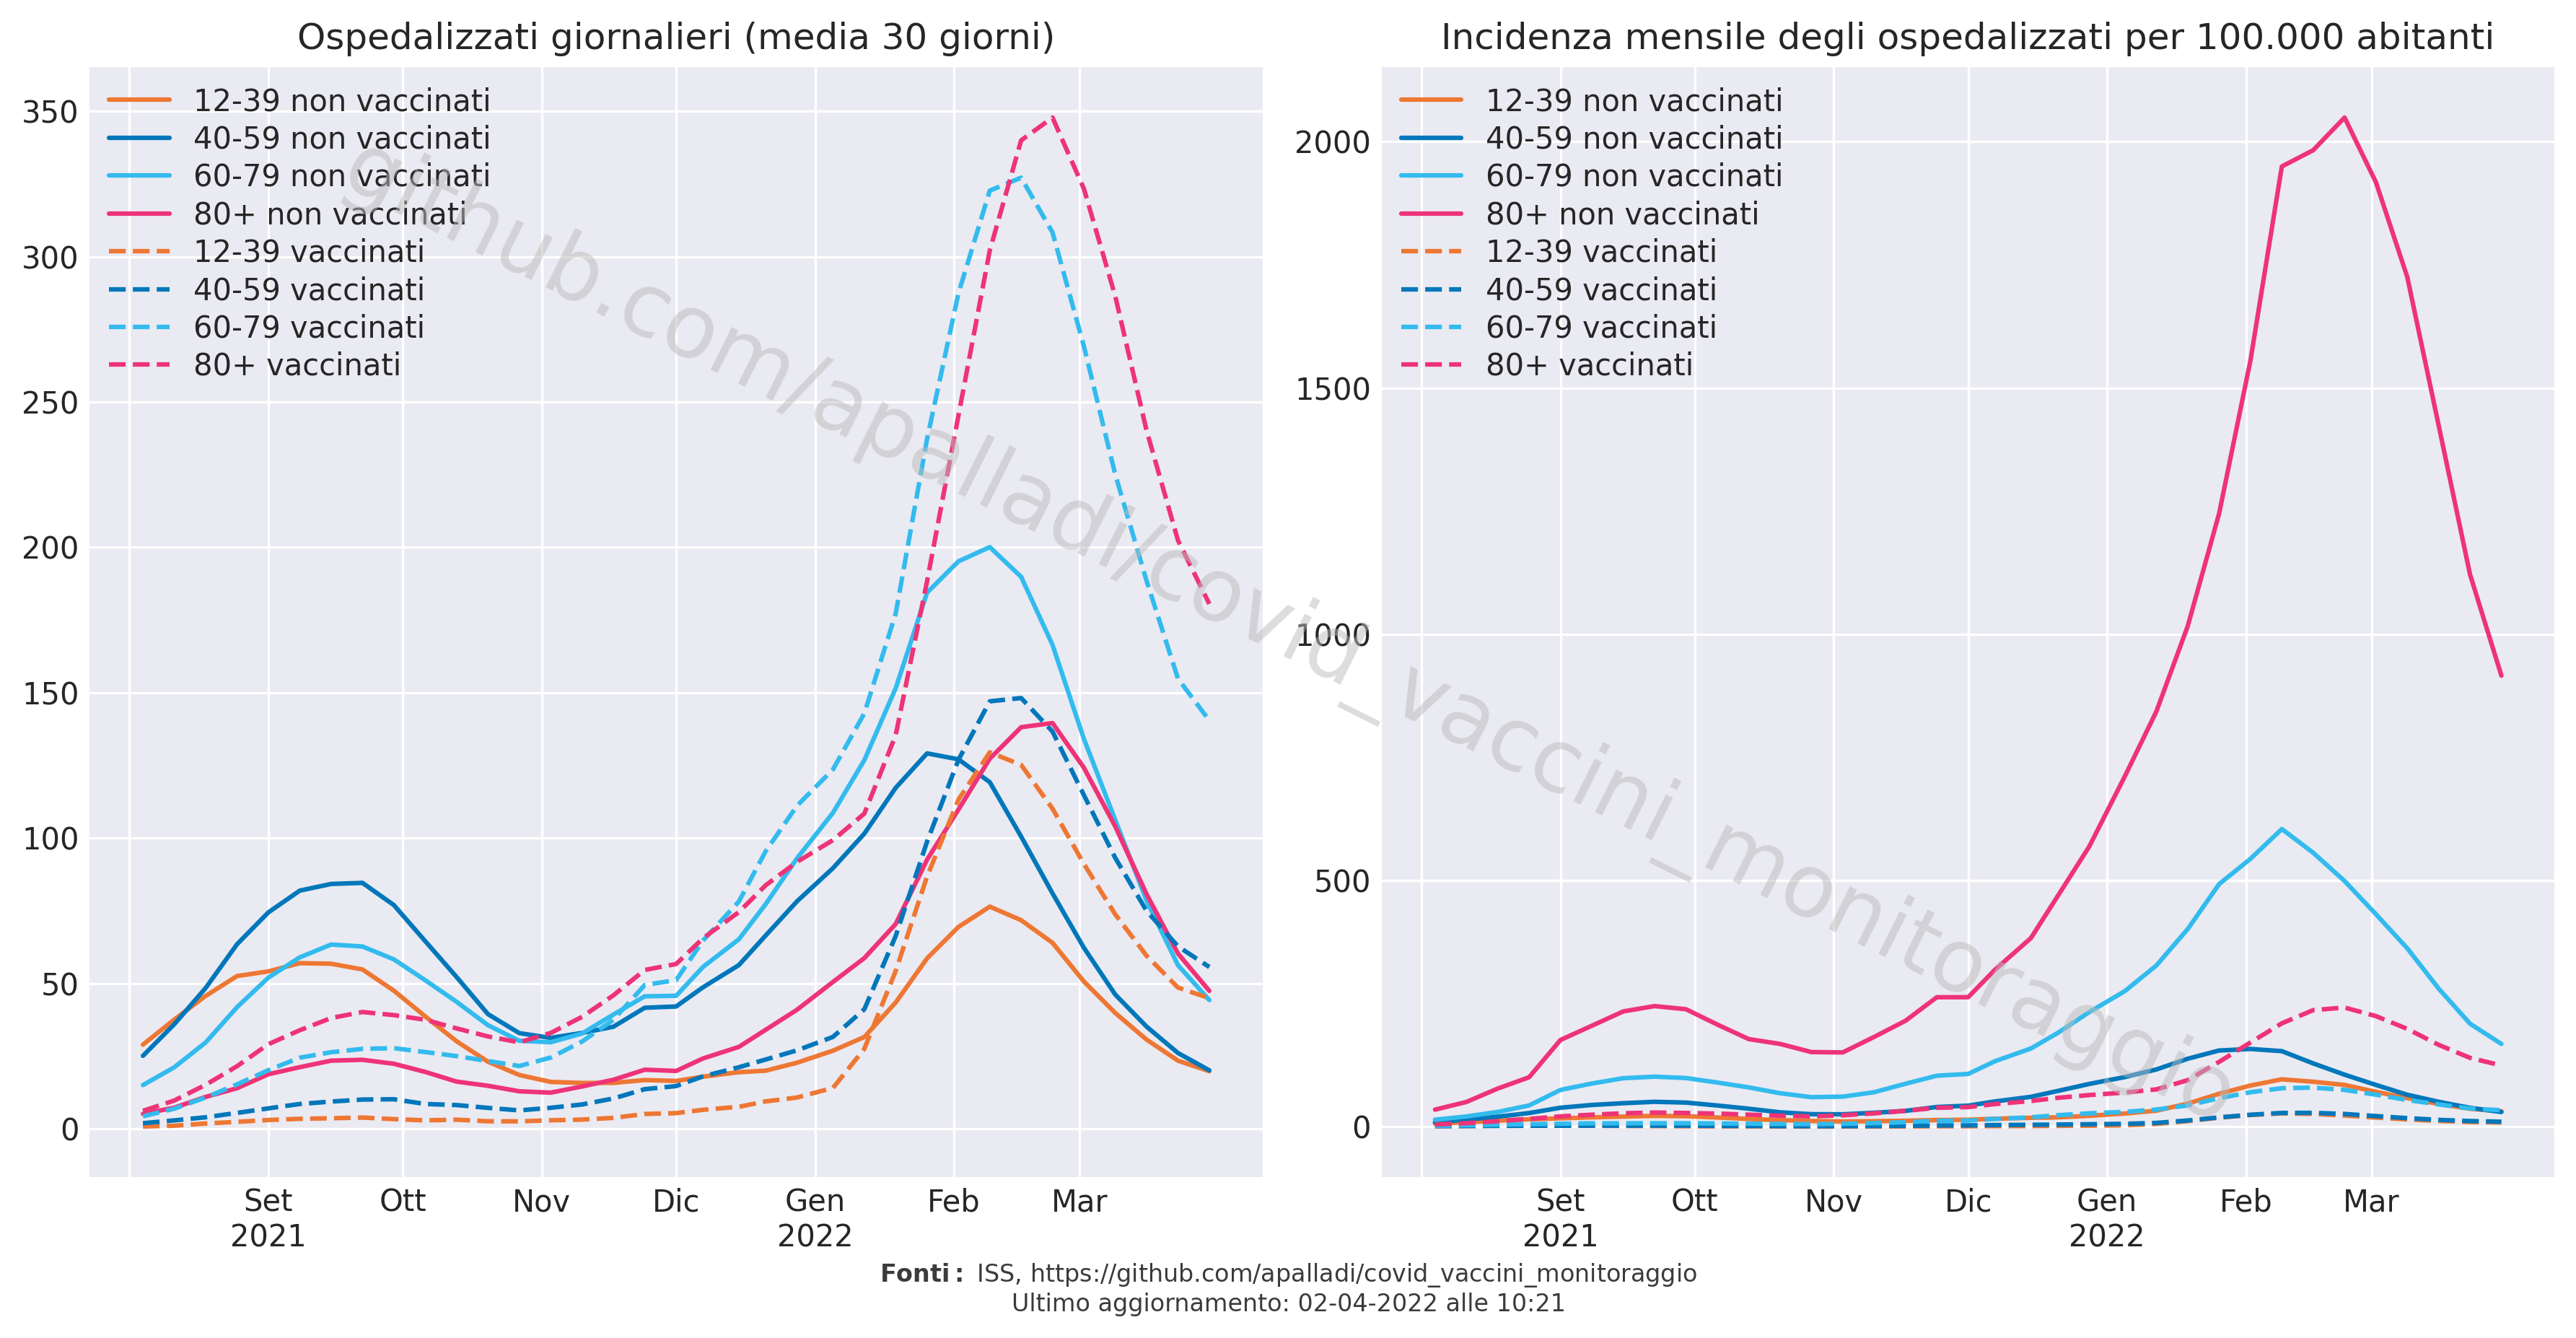 Ospedalizzati giornalieri (media 30 giorni)
350
300
250
200
150
100
50
0
12-39 non vaccinati
40-59 non vaccinati
60-79 non vaccinati
80+ non vaccinati
12-39 vaccinati
40-59 vaccinati
60-79 vaccinati
80+ vaccinati
Set
2021
Ott
Nov
Dic
Gen
2022
Feb
Mar
Incidenza mensile degli ospedalizzati per 100.000 abitanti
2000
1500
1000
500
0
12-39 non vaccinati
40-59 non vaccinati
60-79 non vaccinati
80+ non vaccinati
12-39 vaccinati
40-59 vaccinati
60-79 vaccinati
80+ vaccinati
Set
2021
Ott
Nov
Dic
Gen
2022
Feb
Mar
github.com/apalladi/covid_vaccini_monitoraggio
Fonti: ISS, https://github.com/apalladi/covid_vaccini_monitoraggio
Ultimo aggiornamento: 02-04-2022 alle 10:21